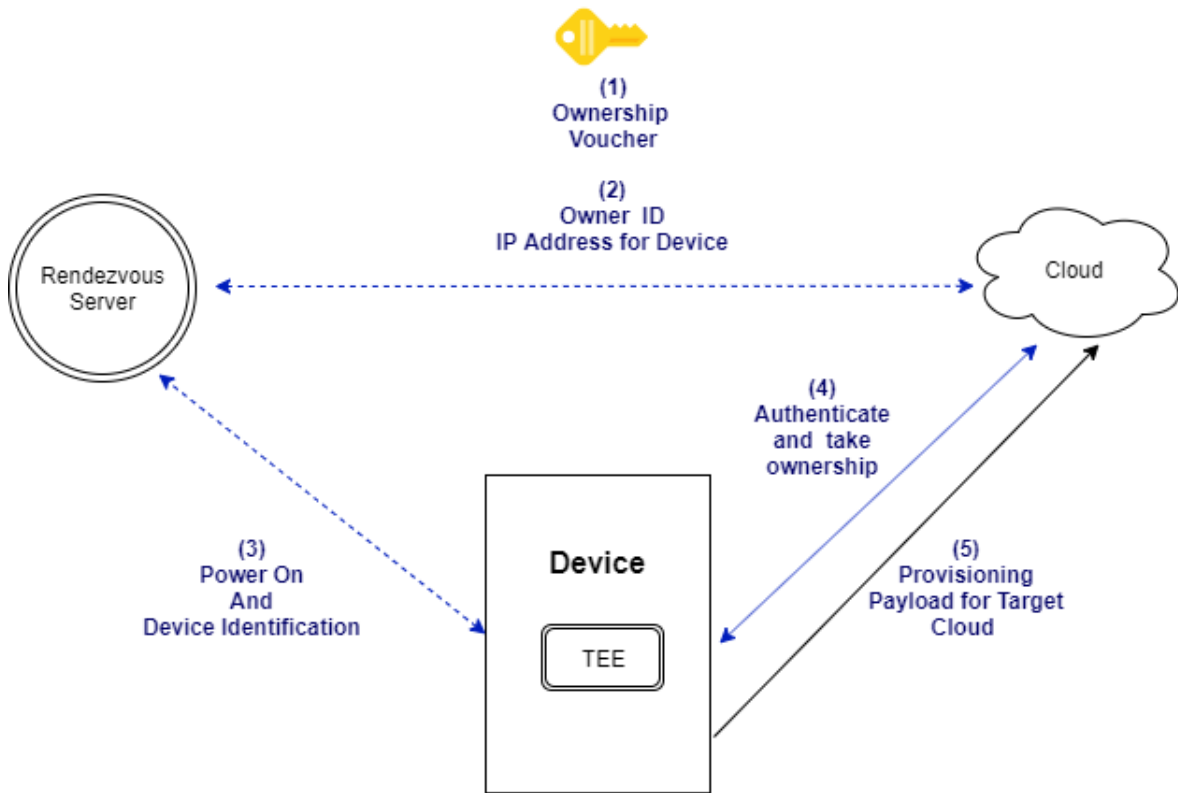 (1)
Ownership
Voucher
(2)
Owner ID
IP Address for Device
Rendezvous
Server
Cloud
(4)
Authenticate
and take
ownership
(3)
Power On
And
Device Identification
Device
TEE
(5)
Provisioning
Payload for Target
Cloud